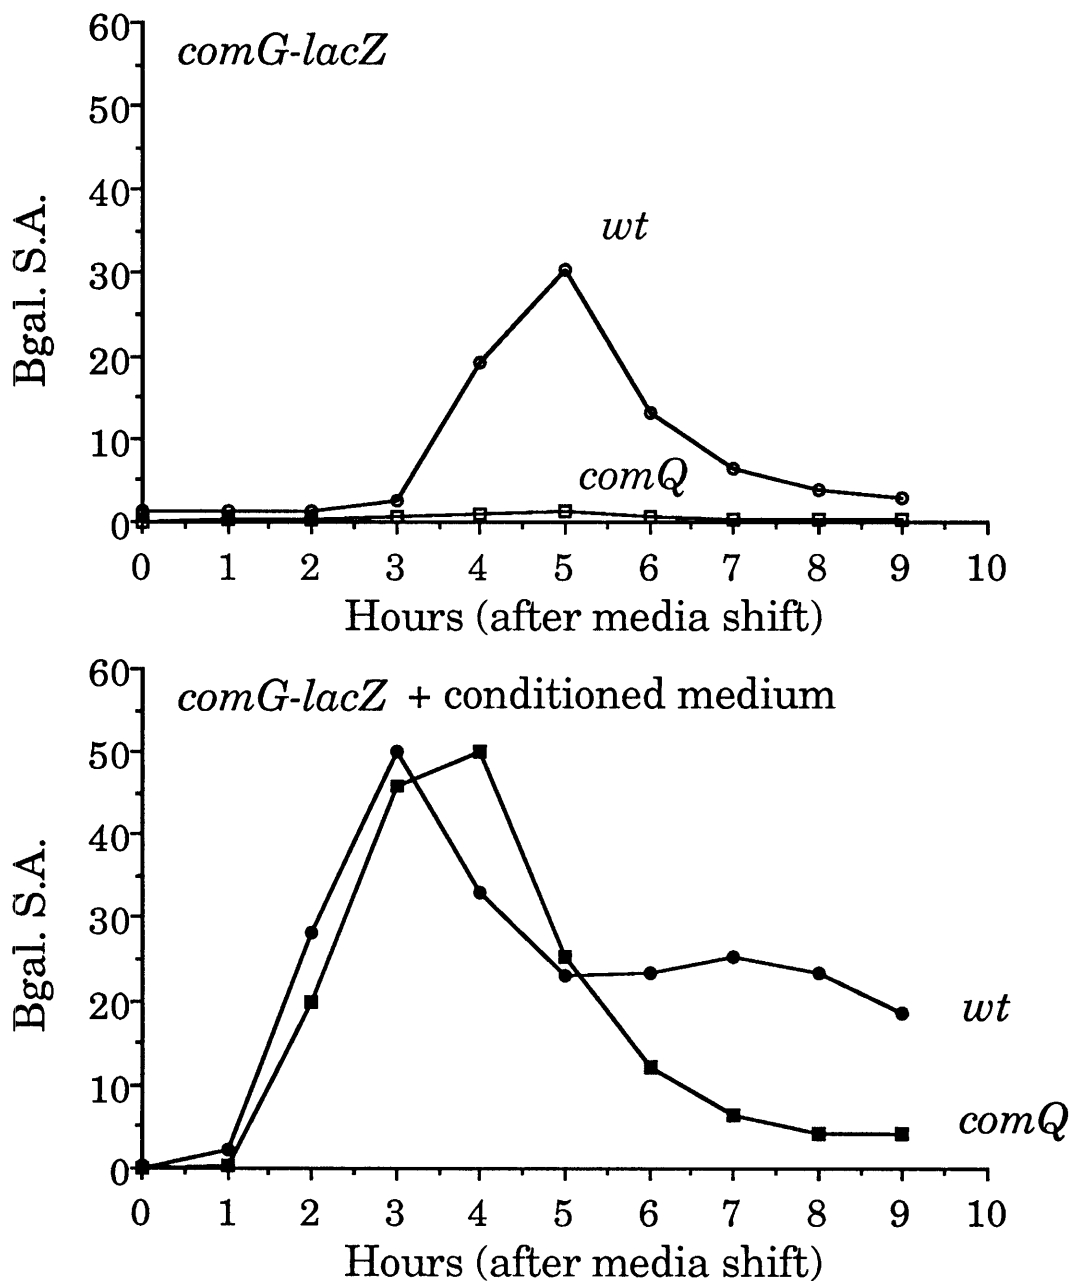 comG-lacZ
60
50
40
30
20
10
0
Bgal. S.A.
wt
comQ
0 1 2 3 4 5 6 7 8 9 10
Hours (after media shift)
comG-lacZ + conditioned medium
60
50
40
30
20
10
0
Bgal. S.A.
wt
comQ
0 1 2 3 4 5 6 7 8 9 10
Hours (after media shift)